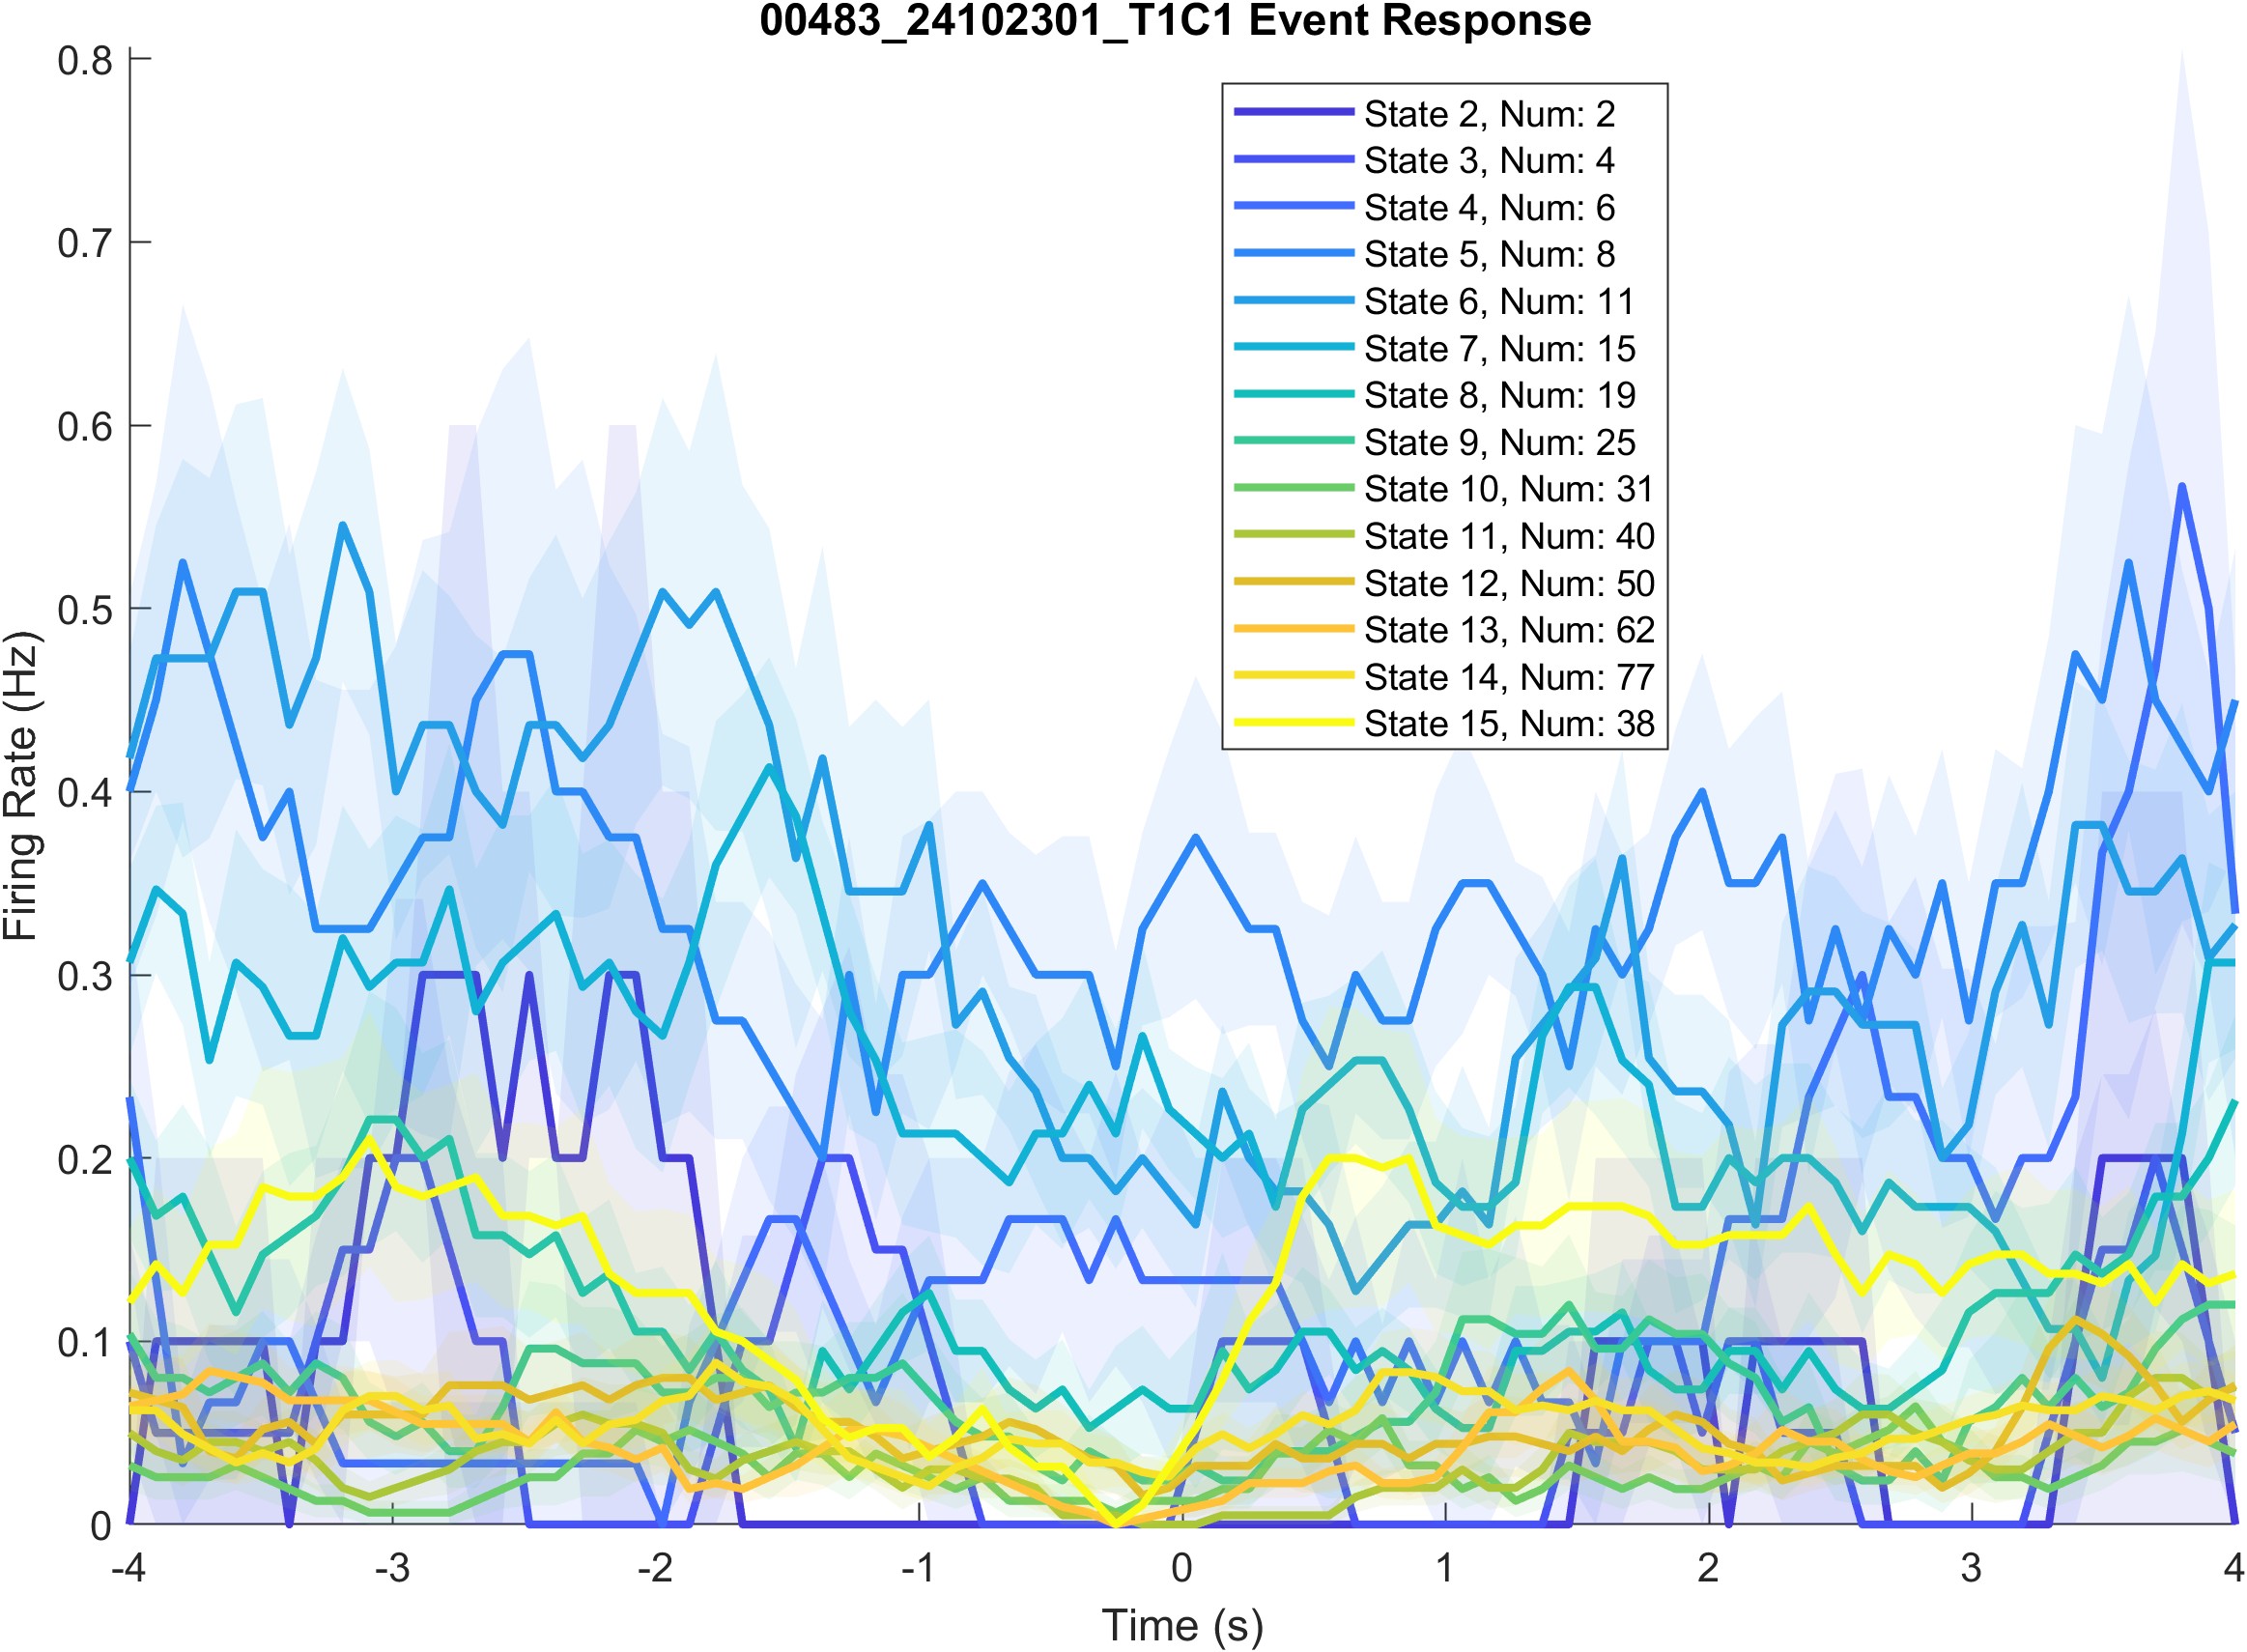 00483_24102301_T1C1 Event Response
Firing Rate (Hz)
0.8
0.7
0.6
0.5
0.4
0.3
0.2
0.1
0
State 2, Num: 2
State 3, Num: 4
State 4, Num: 6
State 5, Num: 8
State 6, Num: 11
State 7, Num: 15
State 8, Num: 19
State 9, Num: 25
State 10, Num: 31
State 11, Num: 40
State 12, Num: 50
State 13, Num: 62
State 14, Num: 77
State 15, Num: 38
-4 -3 -2 -1 0 1 2 3 4
Time (s)